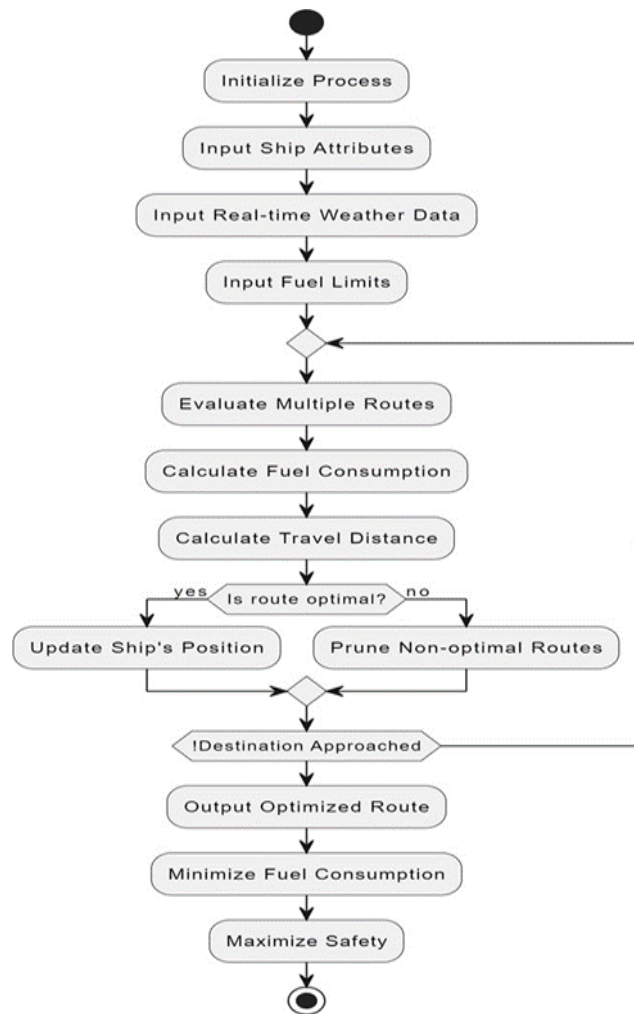 Initialize Process
Input Ship Attributes
Input Real-time Weather Data
Input Fuel Limits
Evaluate Multiple Routes
Calculate Fuel Consumption
Calculate Travel Distance
yes
Is route optimal?
no
Update Ship's Position
Prune Non-optimal Routes
!Destination Approached
Output Optimized Route
Minimize Fuel Consumption
Maximize Safety